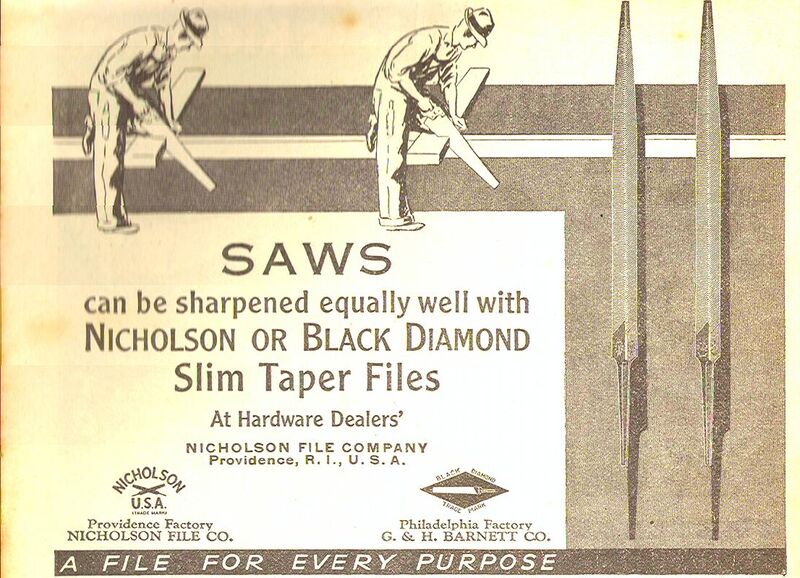 SAWS
can be sharpened equally well with
NICHOLSON OR BLACK DIAMOND
Slim Taper Files
At Hardware Dealers'
NICHOLSON FILE COMPANY
Providence, R. I., U. S. A.
NICHOLSON
U.S.A.
(TRADE MARK)
Providence Factory
NICHOLSON FILE CO.
BLACK DIAMOND
TRADE MARK
Philadelphia Factory
G. & H. BARNETT CO.
A FILE FOR EVERY PURPOSE